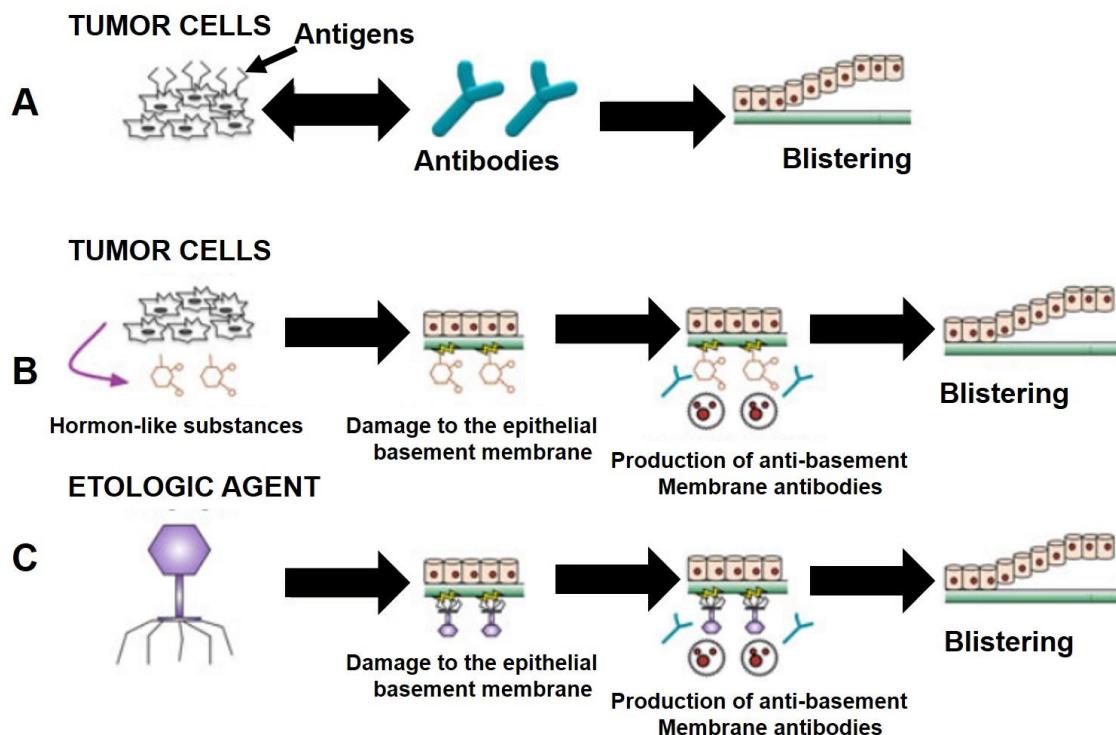 TUMOR CELLS
Antigens
A
Antibodies
Blistering
TUMOR CELLS
B
Hormon-like substances
Damage to the epithelial
basement membrane
Production of anti-basement
Membrane antibodies
Blistering
ETOLOGIC AGENT
C
Damage to the epithelial
basement membrane
Production of anti-basement
Membrane antibodies
Blistering